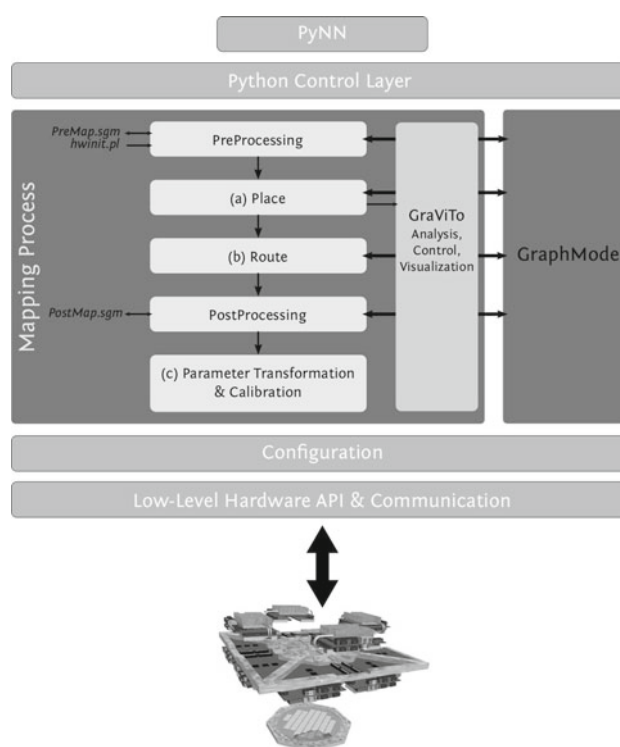 PyNN
Python Control Layer
Mapping Process
PreMap.sgm
hwinit.pl
PreProcessing
(a) Place
(b) Route
PostMap.sgm
PostProcessing
(c) Parameter Transformation
& Calibration
GraViTo
Analysis,
Control,
Visualization
GraphMode
Configuration
Low-Level Hardware API & Communication